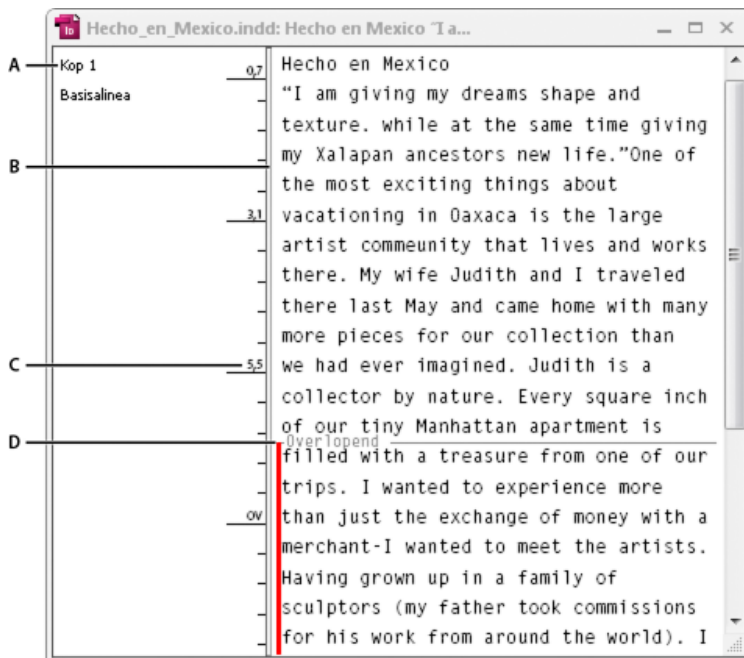 Hecho_en_Mexico.indd: Hecho en Mexico "I a...
A
Kop 1
0,7
Hecho en Mexico
Basisalinea
“I am giving my dreams shape and
texture. while at the same time giving
B
my Xalapan ancestors new life.”One of
the most exciting things about
3,1
vacationing in Oaxaca is the large
artist commeunity that lives and works
there. My wife Judith and I traveled
there last May and came home with many
more pieces for our collection than
C
5,5
we had ever imagined. Judith is a
collector by nature. Every square inch
of our tiny Manhattan apartment is
D
Overlopend
filled with a treasure from one of our
trips. I wanted to experience more
OV
than just the exchange of money with a
merchant-I wanted to meet the artists.
Having grown up in a family of
sculptors (my father took commissions
for his work from around the world). I